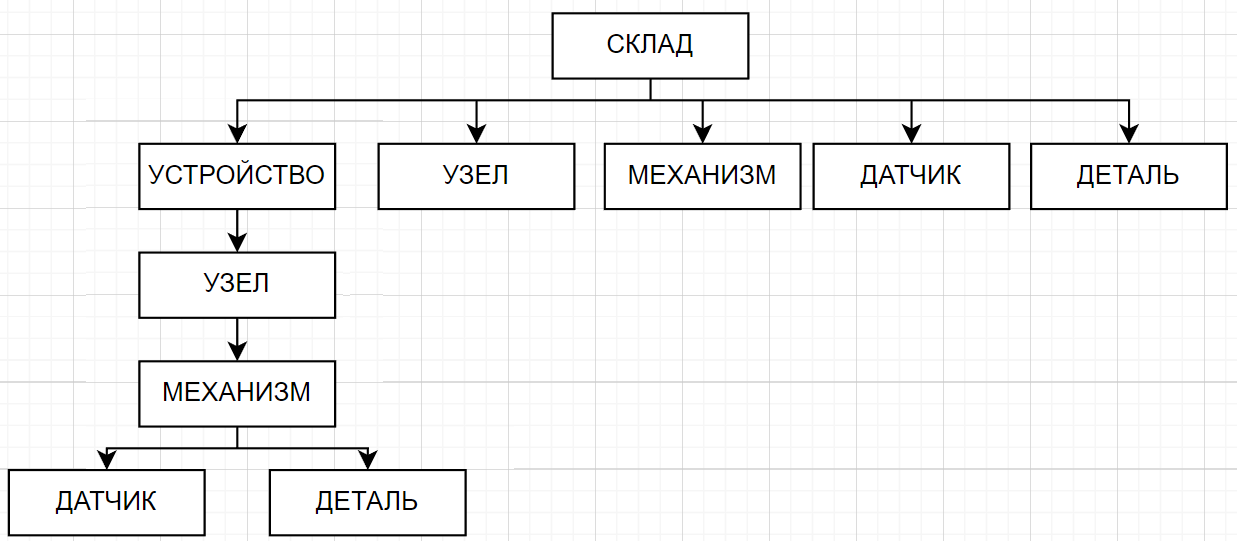 СКЛАД
УСТРОЙСТВО
УЗЕЛ
МЕХАНИЗМ
ДАТЧИК
ДЕТАЛЬ
УЗЕЛ
МЕХАНИЗМ
ДАТЧИК
ДЕТАЛЬ